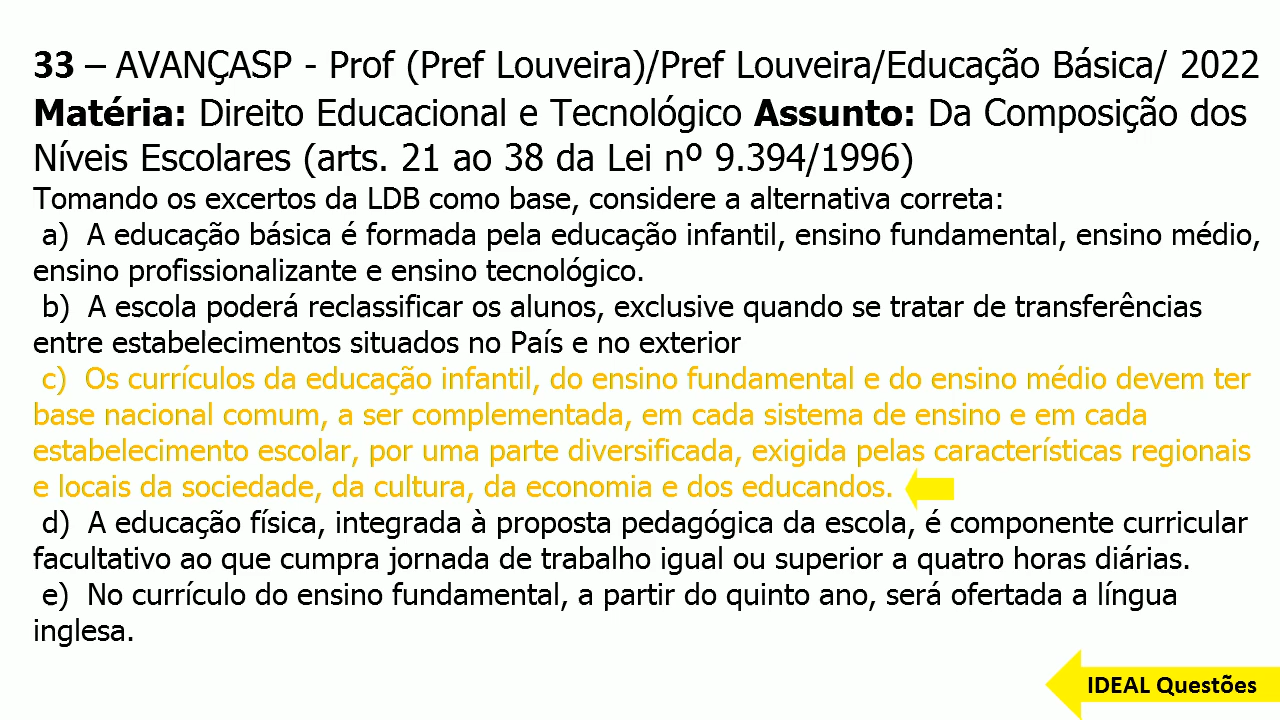 33 – AVANÇASP - Prof (Pref Louveira)/Pref Louveira/Educação Básica/ 2022
Matéria: Direito Educacional e Tecnológico Assunto: Da Composição dos
Níveis Escolares (arts. 21 ao 38 da Lei nº 9.394/1996)
Tomando os excertos da LDB como base, considere a alternativa correta:
a) A educação básica é formada pela educação infantil, ensino fundamental, ensino médio,
ensino profissionalizante e ensino tecnológico.
b) A escola poderá reclassificar os alunos, exclusive quando se tratar de transferências
entre estabelecimentos situados no País e no exterior
c) Os currículos da educação infantil, do ensino fundamental e do ensino médio devem ter
base nacional comum, a ser complementada, em cada sistema de ensino e em cada
estabelecimento escolar, por uma parte diversificada, exigida pelas características regionais
e locais da sociedade, da cultura, da economia e dos educandos.
d) A educação física, integrada à proposta pedagógica da escola, é componente curricular
facultativo ao que cumpra jornada de trabalho igual ou superior a quatro horas diárias.
e) No currículo do ensino fundamental, a partir do quinto ano, será ofertada a língua
inglesa.
IDEAL Questões